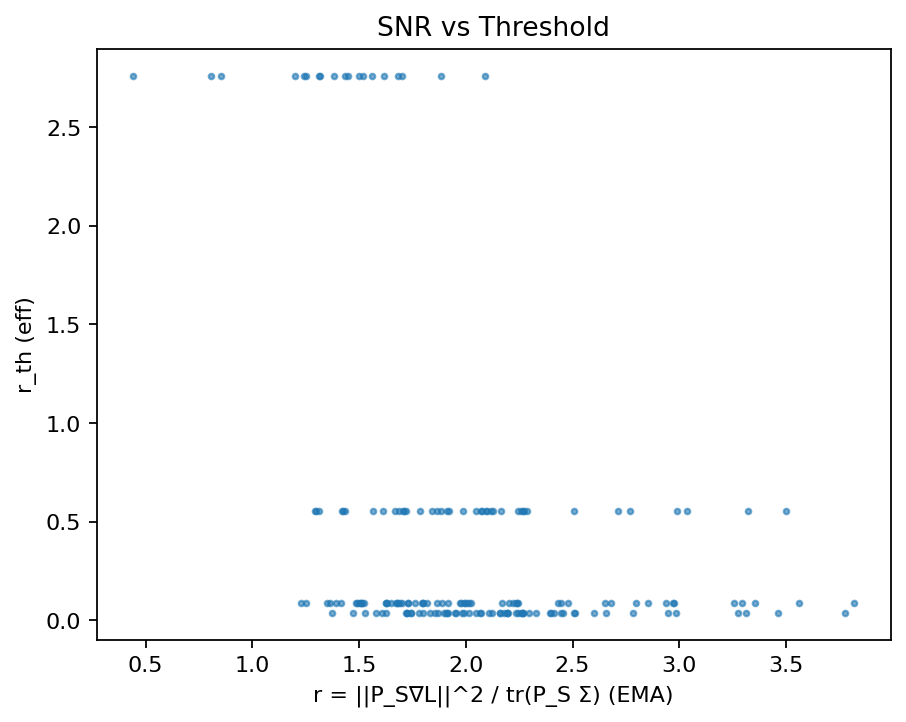 SNR vs Threshold
r_th (eff)
2.5
2.0
1.5
1.0
0.5
0.0
0.5 1.0 1.5 2.0 2.5 3.0 3.5
r = ||P_S∇L||^2 / tr(P_S Σ) (EMA)